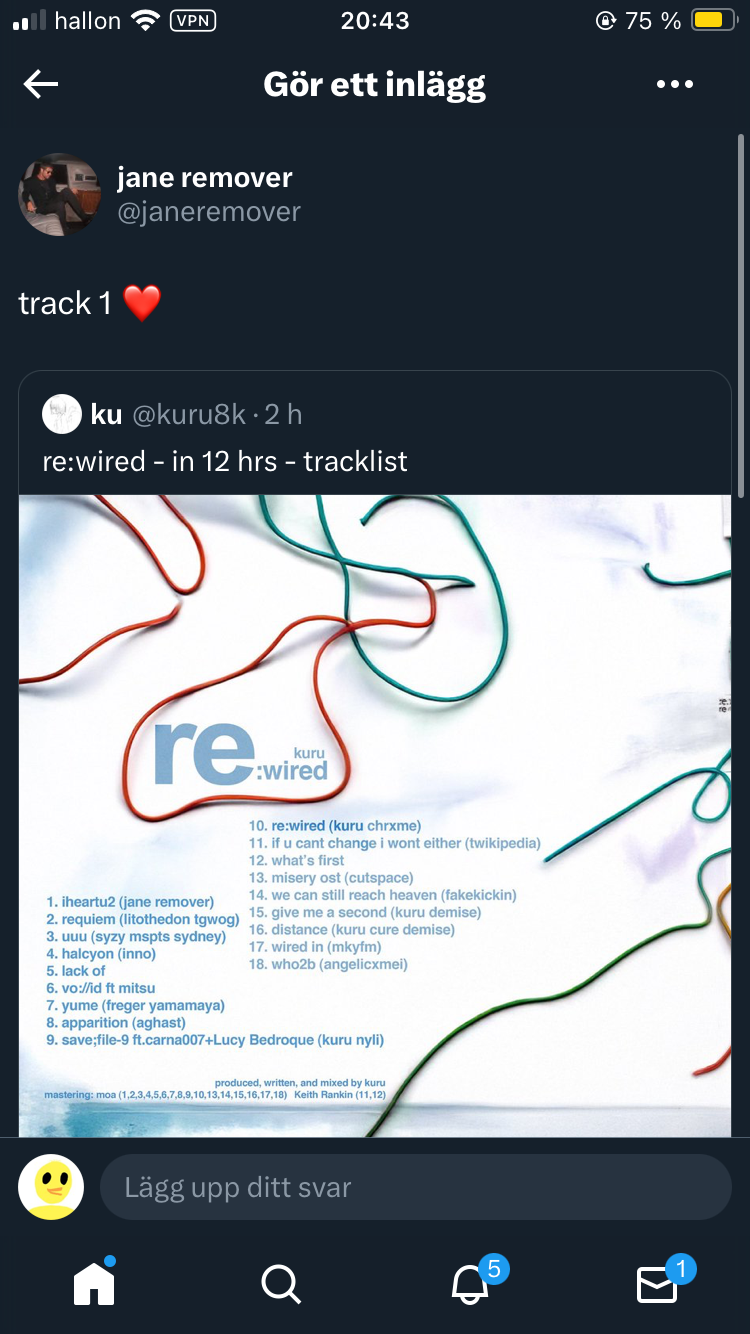 hallon VPN 20:43 75 %
Gör ett inlägg
jane remover
@janeremover
track 1 ❤️
ku @kuru8k · 2 h
re:wired - in 12 hrs - tracklist
re:wired
kuru
10. re:wired (kuru chrxme)
11. if u cant change i wont either (twikipedia)
12. what's first
13. misery ost (cutspace)
14. we can still reach heaven (fakekickin)
15. give me a second (kuru demise)
16. distance (kuru cure demise)
17. wired in (mkyfm)
18. who2b (angelicxmei)
1. iheartu2 (jane remover)
2. requiem (litothedon tgwog)
3. uuu (syzy mspts sydney)
4. halcyon (inno)
5. lack of
6. vo://id ft mitsu
7. yume (freger yamamaya)
8. apparition (aghast)
9. save;file-9 ft.carna007+Lucy Bedroque (kuru nyli)
produced, written, and mixed by kuru
mastering: moa (1,2,3,4,5,6,7,8,9,10,13,14,15,16,17,18) Keith Rankin (11,12)
Lägg upp ditt svar
5
1